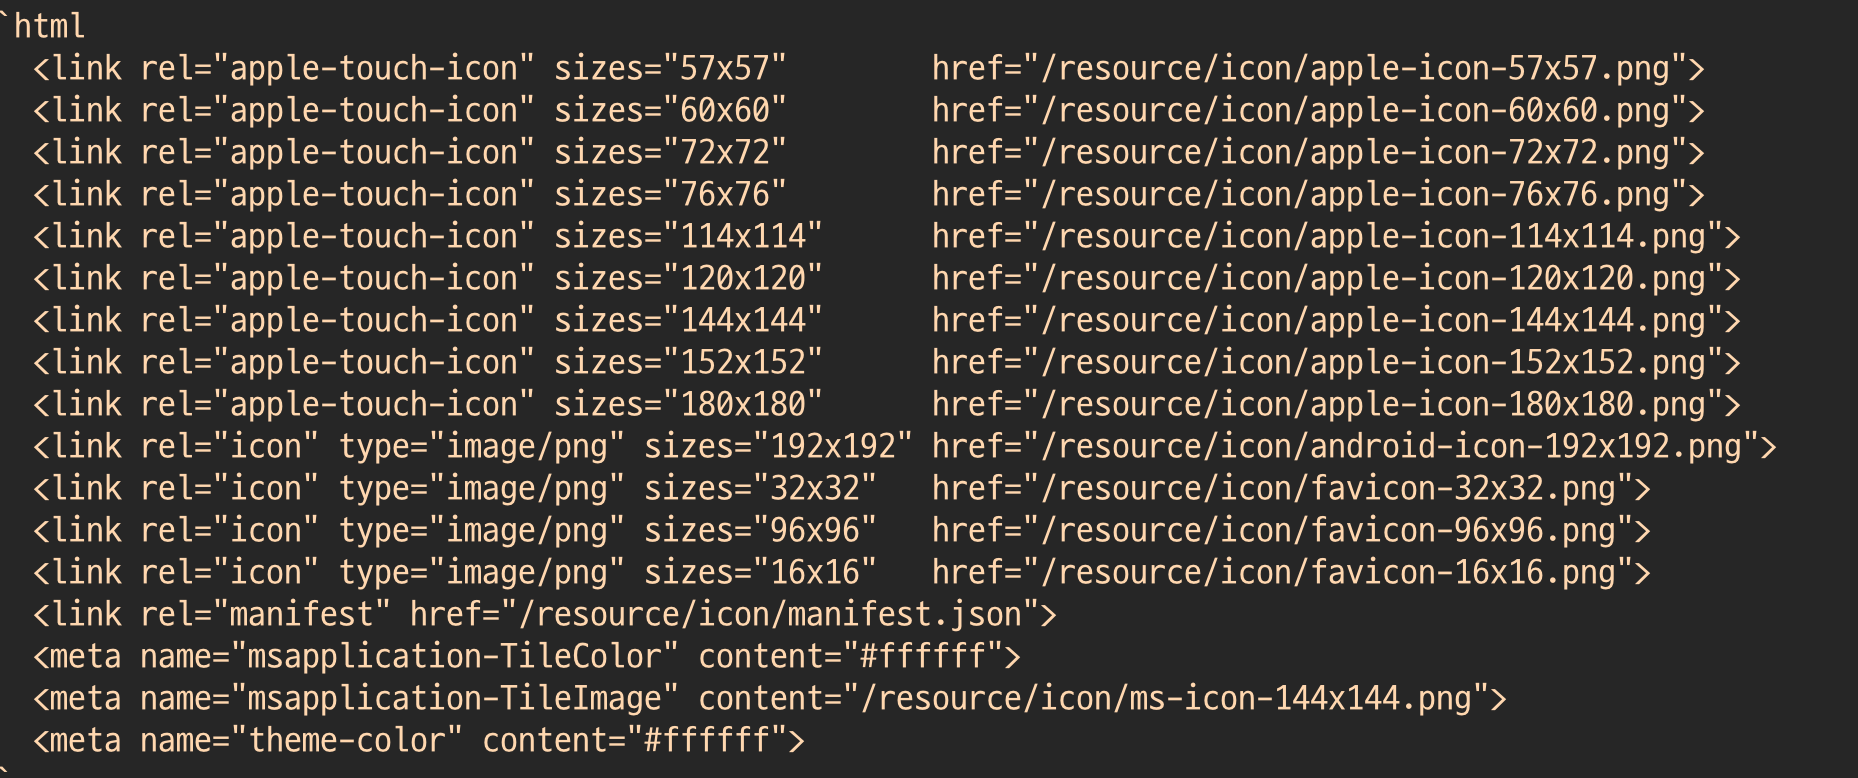 `html
  <link rel="apple-touch-icon" sizes="57x57"        href="/resource/icon/apple-icon-57x57.png">
  <link rel="apple-touch-icon" sizes="60x60"        href="/resource/icon/apple-icon-60x60.png">
  <link rel="apple-touch-icon" sizes="72x72"        href="/resource/icon/apple-icon-72x72.png">
  <link rel="apple-touch-icon" sizes="76x76"        href="/resource/icon/apple-icon-76x76.png">
  <link rel="apple-touch-icon" sizes="114x114"      href="/resource/icon/apple-icon-114x114.png">
  <link rel="apple-touch-icon" sizes="120x120"      href="/resource/icon/apple-icon-120x120.png">
  <link rel="apple-touch-icon" sizes="144x144"      href="/resource/icon/apple-icon-144x144.png">
  <link rel="apple-touch-icon" sizes="152x152"      href="/resource/icon/apple-icon-152x152.png">
  <link rel="apple-touch-icon" sizes="180x180"      href="/resource/icon/apple-icon-180x180.png">
  <link rel="icon" type="image/png" sizes="192x192" href="/resource/icon/android-icon-192x192.png">
  <link rel="icon" type="image/png" sizes="32x32"   href="/resource/icon/favicon-32x32.png">
  <link rel="icon" type="image/png" sizes="96x96"   href="/resource/icon/favicon-96x96.png">
  <link rel="icon" type="image/png" sizes="16x16"   href="/resource/icon/favicon-16x16.png">
  <link rel="manifest" href="/resource/icon/manifest.json">
  <meta name="msapplication-TileColor" content="#ffffff">
  <meta name="msapplication-TileImage" content="/resource/icon/ms-icon-144x144.png">
  <meta name="theme-color" content="#ffffff">
`